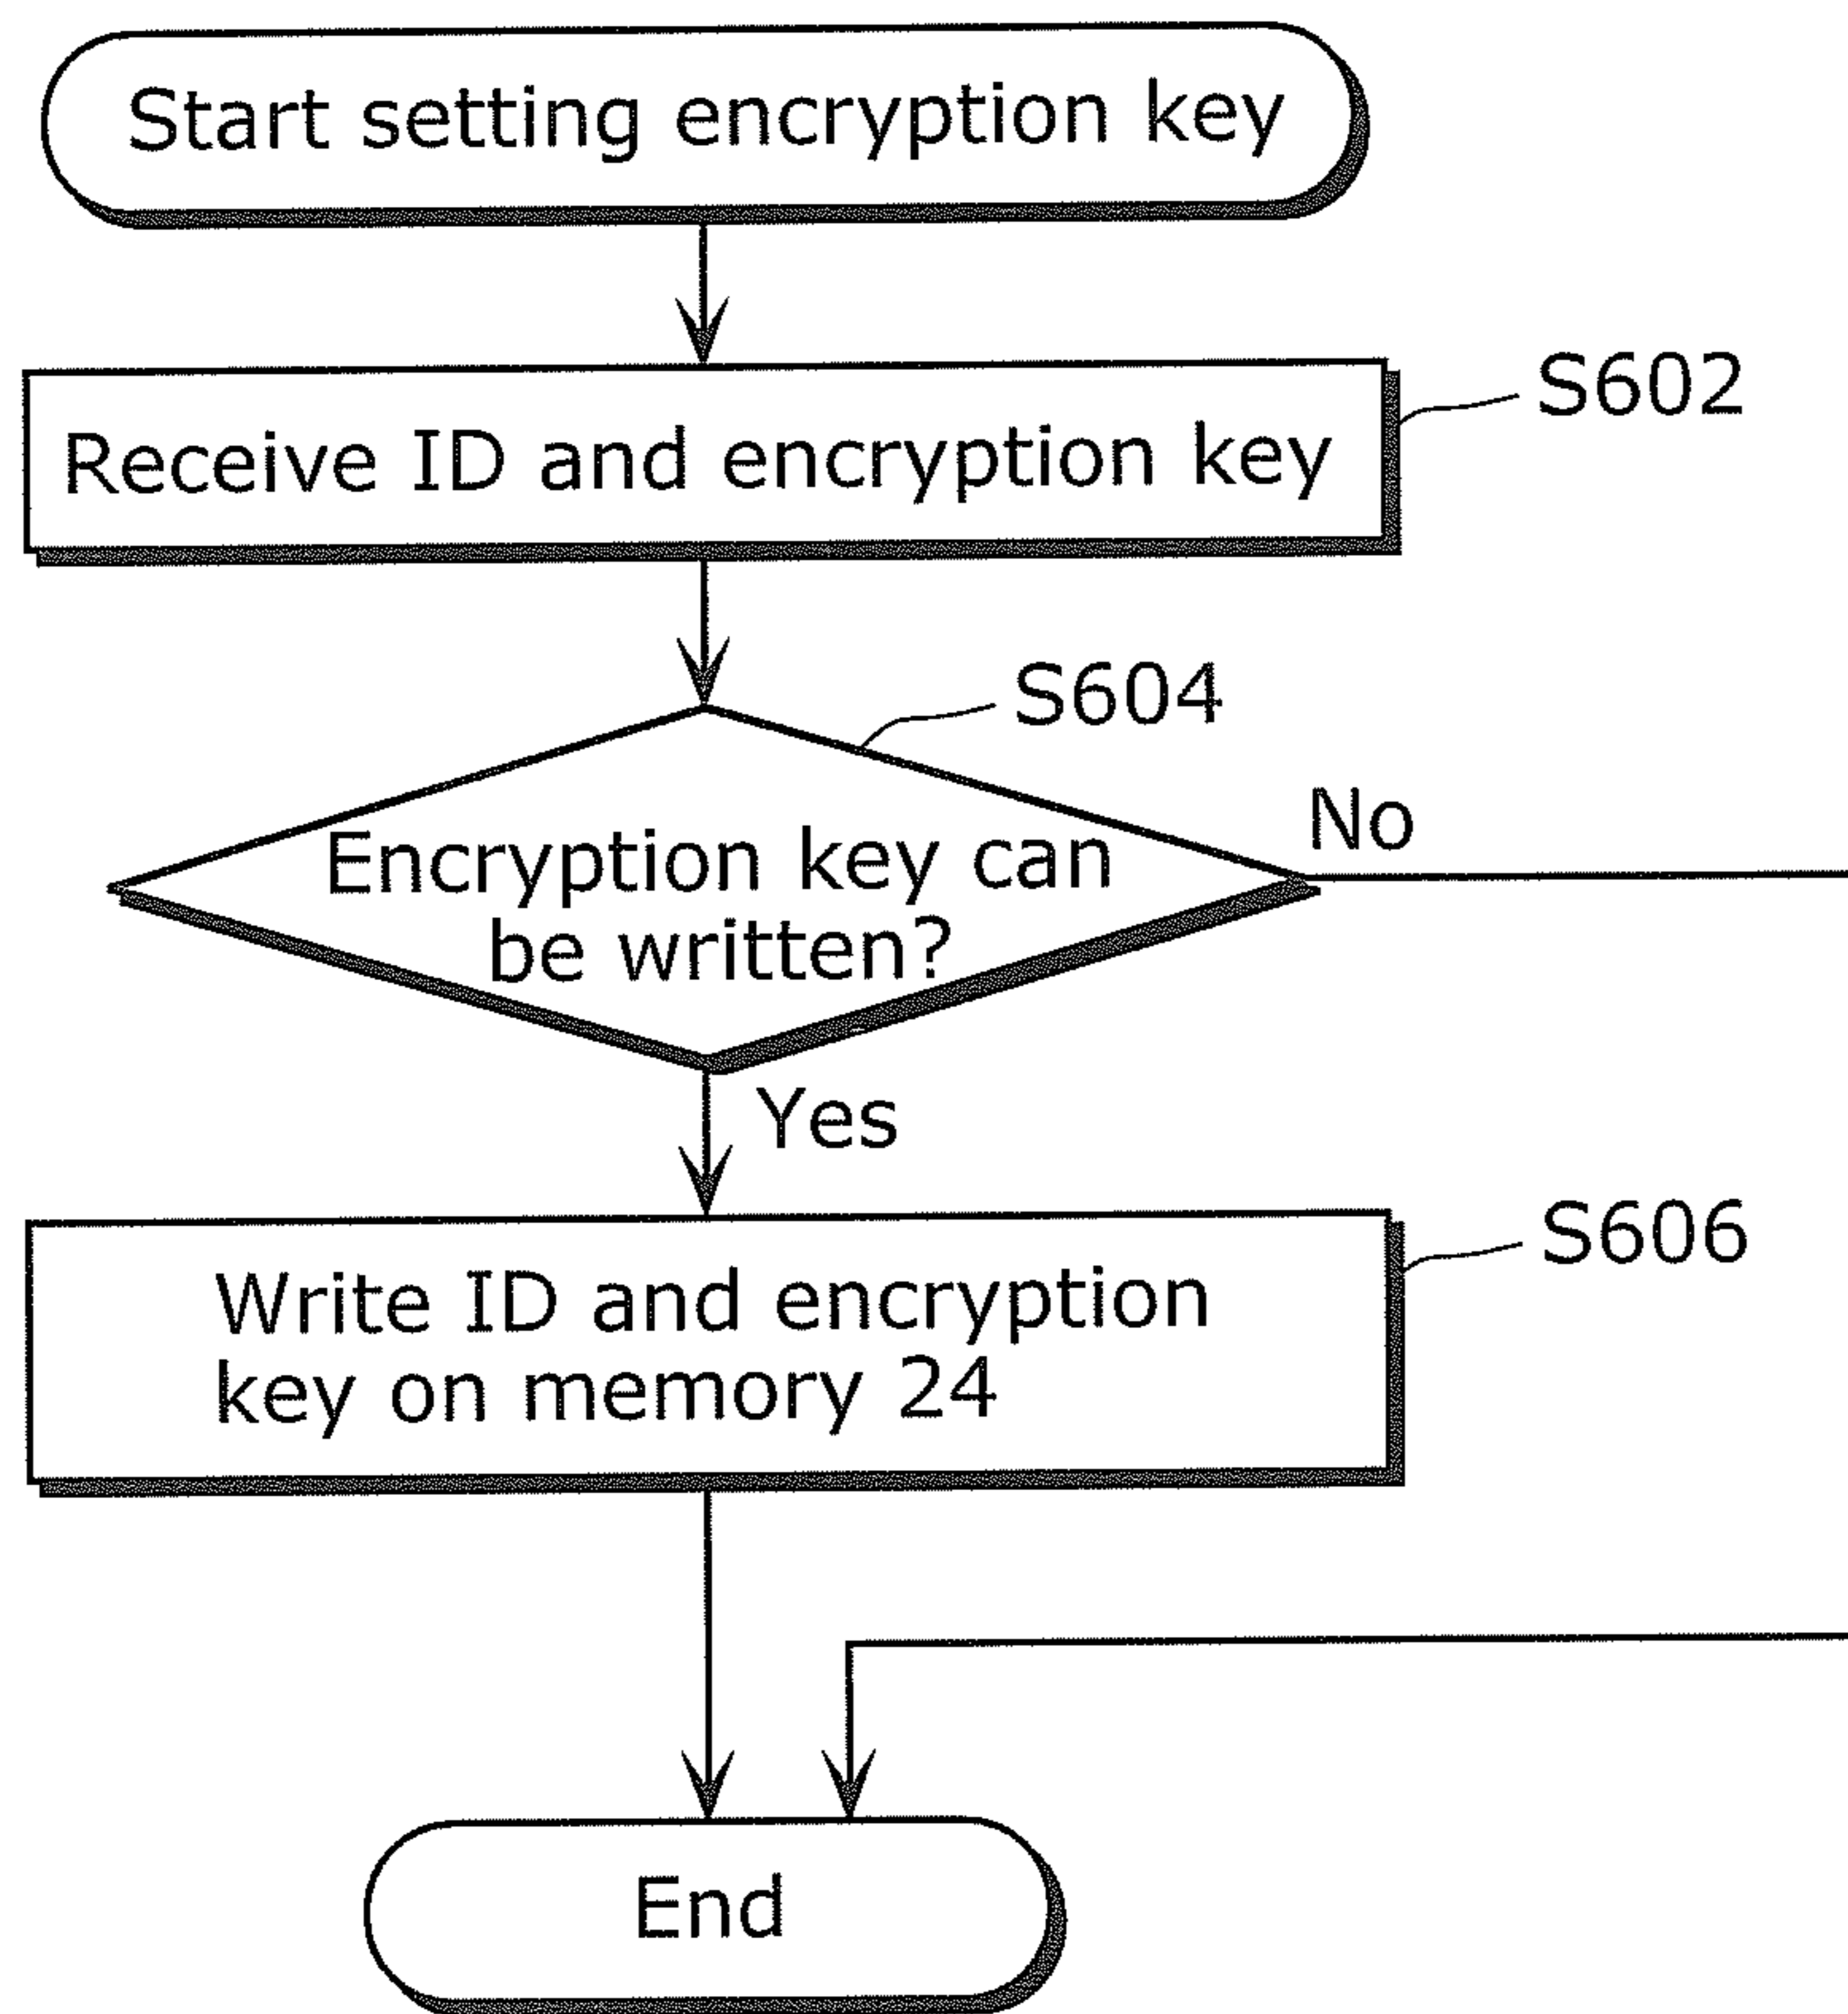 Start setting encryption key
S602
Receive ID and encryption key
S604
No
Encryption key can
be written?
Yes
S606
Write ID and encryption
key on memory 24
End